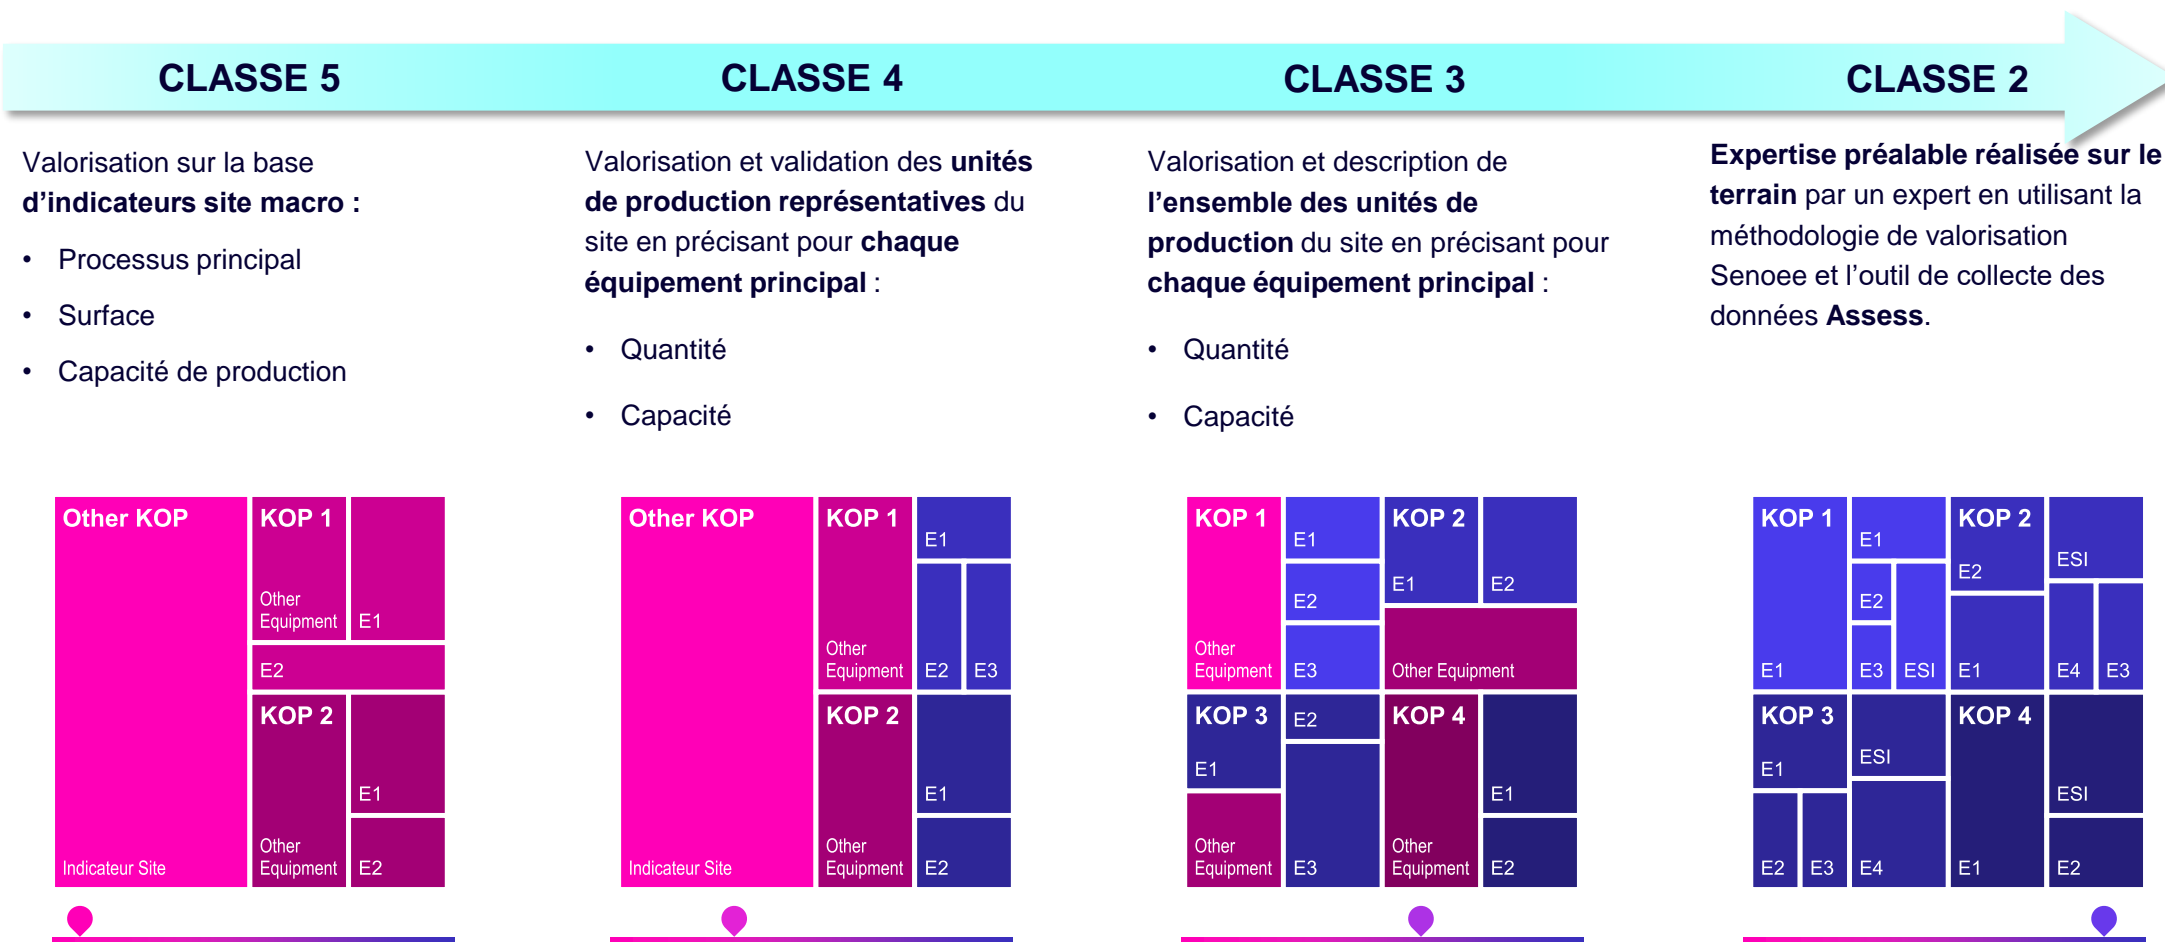 CLASSE 5
CLASSE 4
CLASSE 3
CLASSE 2
Valorisation sur la base
d’indicateurs site macro :
• Processus principal
• Surface
• Capacité de production
Valorisation et validation des unités
de production représentatives du
site en précisant pour chaque
équipement principal :
• Quantité
• Capacité
Valorisation et description de
l’ensemble des unités de
production du site en précisant pour
chaque équipement principal :
• Quantité
• Capacité
Expertise préalable réalisée sur le
terrain par un expert en utilisant la
méthodologie de valorisation
Senoee et l’outil de collecte des
données Assess.
Other KOP
Indicateur Site
KOP 1
Other
Equipment
E1
E2
KOP 2
Other
Equipment
E1
E2
Other KOP
Indicateur Site
KOP 1
Other
Equipment
E1
E2
E3
KOP 2
Other
Equipment
E1
E2
KOP 1
Other
Equipment
E1
E2
E3
KOP 2
E1
E2
Other Equipment
KOP 3
E1
Other
Equipment
E2
E3
KOP 4
Other
Equipment
E1
E2
KOP 1
E1
E1
E2
E3
ESI
KOP 2
E2
E1
ESI
E4
E3
KOP 3
E1
E2
E3
ESI
E4
KOP 4
E1
ESI
E2